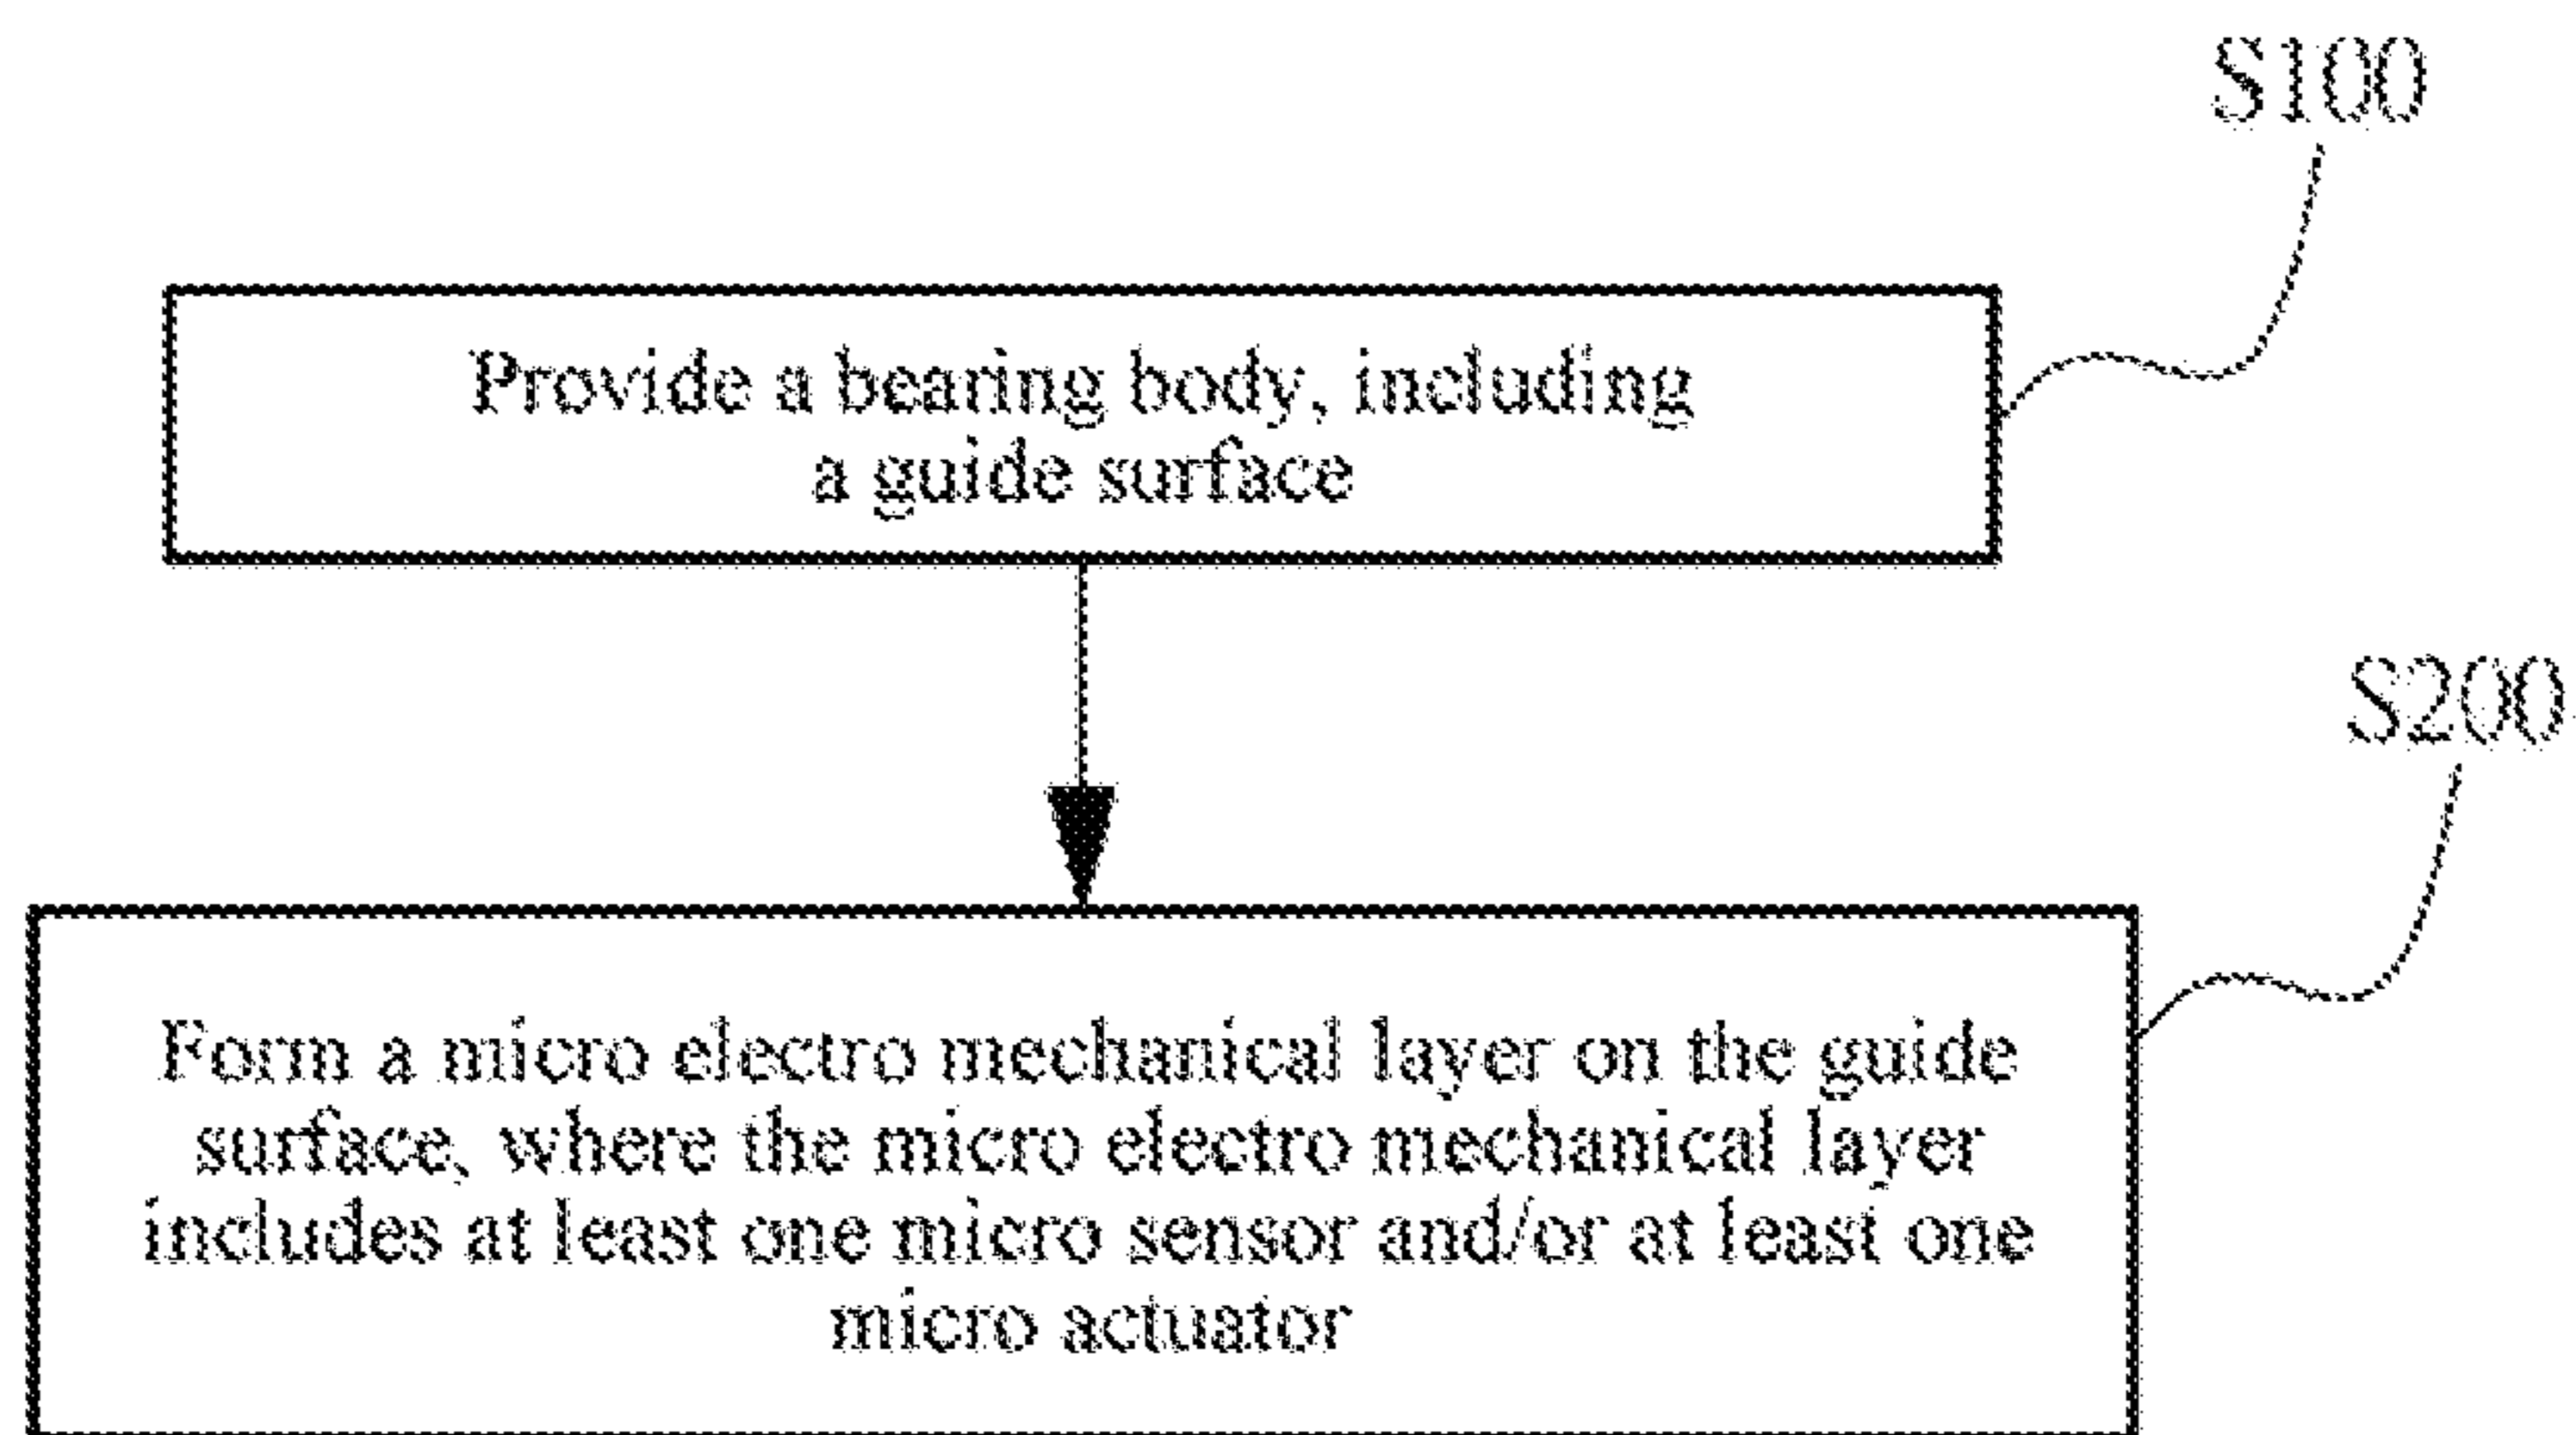 S100
Provide a bearing body, including
a guide surface
S200
Form a micro electro mechanical layer on the guide
surface, where the micro electro mechanical layer
includes at least one micro sensor and/or at least one
micro actuator